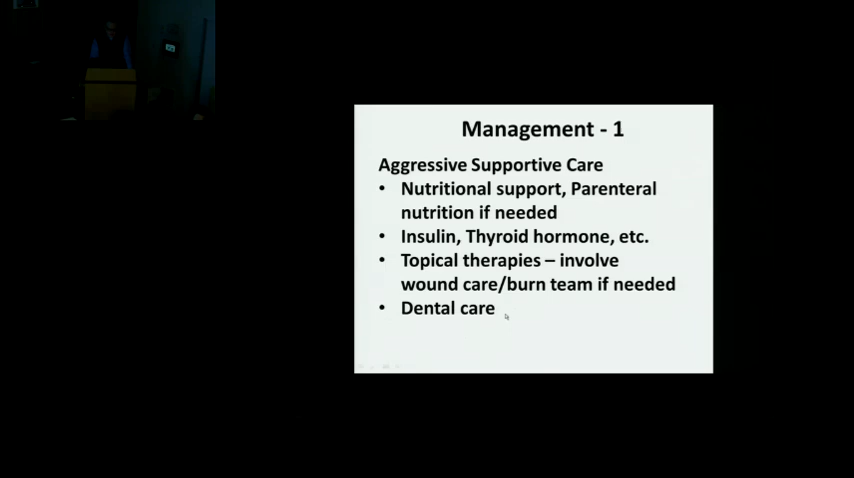 Management - 1
Aggressive Supportive Care
• Nutritional support, Parenteral
nutrition if needed
• Insulin, Thyroid hormone, etc.
• Topical therapies – involve
wound care/burn team if needed
• Dental care